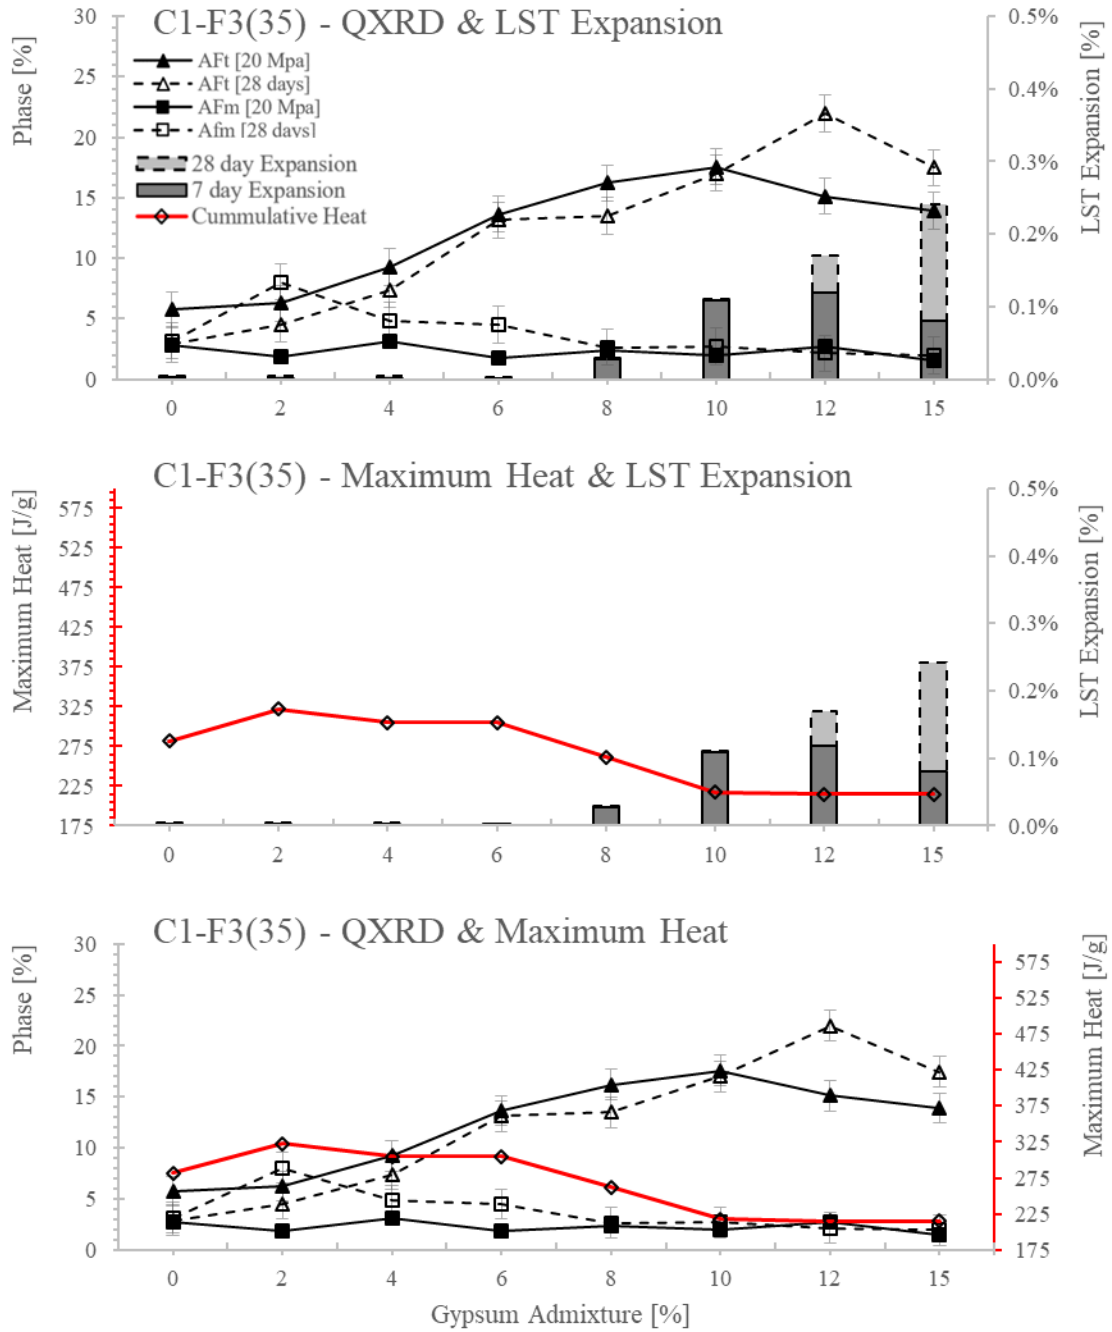 C1-F3(35) - QXRD & LST Expansion
Phase [%]
LST Expansion [%]
AFt [20 Mpa]
AFt [28 days]
AFm [20 Mpa]
Afm [28 days]
28 day Expansion
7 day Expansion
Cummulative Heat
30
25
20
15
10
5
0
0.5%
0.4%
0.3%
0.2%
0.1%
0.0%
0 2 4 6 8 10 12 15
C1-F3(35) - Maximum Heat & LST Expansion
Maximum Heat [J/g]
LST Expansion [%]
575
525
475
425
375
325
275
225
175
0.5%
0.4%
0.3%
0.2%
0.1%
0.0%
0 2 4 6 8 10 12 15
C1-F3(35) - QXRD & Maximum Heat
Phase [%]
Maximum Heat [J/g]
30
25
20
15
10
5
0
575
525
475
425
375
325
275
225
175
0 2 4 6 8 10 12 15
Gypsum Admixture [%]